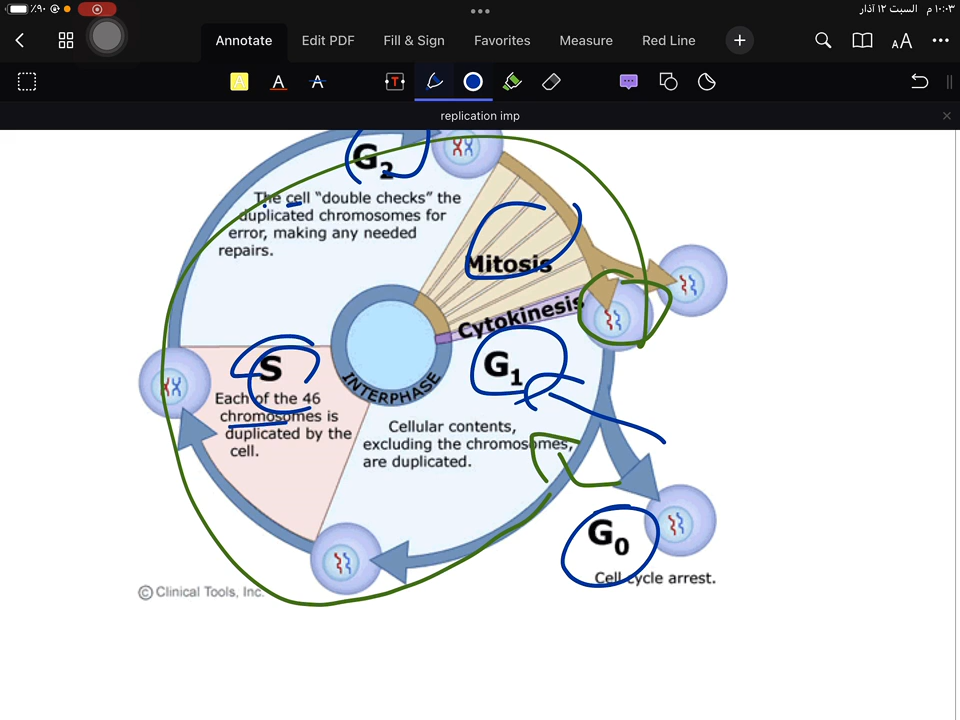 ٪٩٠
١٠:٠٣ م السبت ١٢ آذار
Annotate Edit PDF Fill & Sign Favorites Measure Red Line
replication imp
G2
The cell “double checks” the
duplicated chromosomes for
error, making any needed
repairs.
Mitosis
Cytokinesis
S
Each of the 46
chromosomes is
duplicated by the
cell.
INTERPHASE
G1
Cellular contents,
excluding the chromosomes,
are duplicated.
G0
Cell cycle arrest.
© Clinical Tools, Inc.